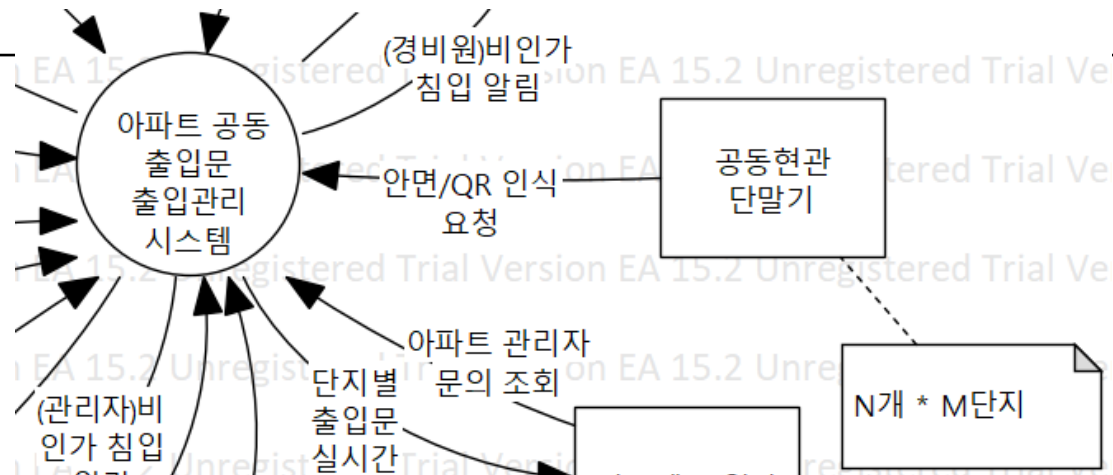 (경비원)비인가
침입 알림
아파트 공동
출입문
출입관리
시스템
공동현관
단말기
안면/QR 인식
요청
아파트 관리자
문의 조회
단지별
출입문
실시간
N개 * M단지
(관리자)비
인가 침입
EA 15.2 Unregistered Trial Ve